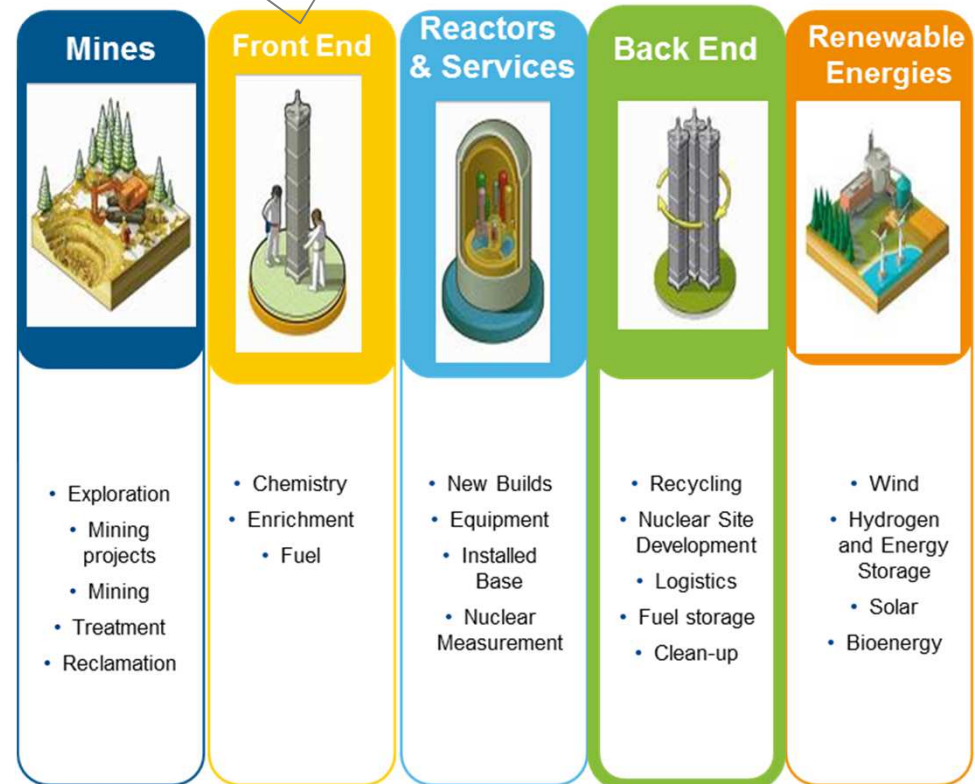 Mines
• Exploration
• Mining
projects
• Mining
• Treatment
• Reclamation
Front End
• Chemistry
• Enrichment
• Fuel
Reactors
& Services
• New Builds
• Equipment
• Installed
Base
• Nuclear
Measurement
Back End
• Recycling
• Nuclear Site
Development
• Logistics
• Fuel storage
• Clean-up
Renewable
Energies
• Wind
• Hydrogen
and Energy
Storage
• Solar
• Bioenergy